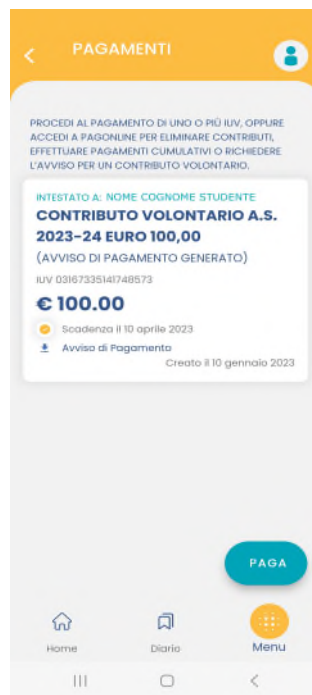 PAGAMENTI
PROCEDI AL PAGAMENTO DI UNO O PIÙ IUV, OPPURE
ACCEDI A PAGONLINE PER ELIMINARE CONTRIBUTI,
EFFETTUARE PAGAMENTI CUMULATIVI O RICHIEDERE
L'AVVISO PER UN CONTRIBUTO VOLONTARIO.
INTESTATO A: NOME COGNOME STUDENTE
CONTRIBUTO VOLONTARIO A.S.
2023-24 EURO 100,00
(AVVISO DI PAGAMENTO GENERATO)
IUV 03167335141748573
€ 100.00
Scadenza il 10 aprile 2023
Avviso di Pagamento
Creato il 10 gennaio 2023
PAGA
Home Diario Menu